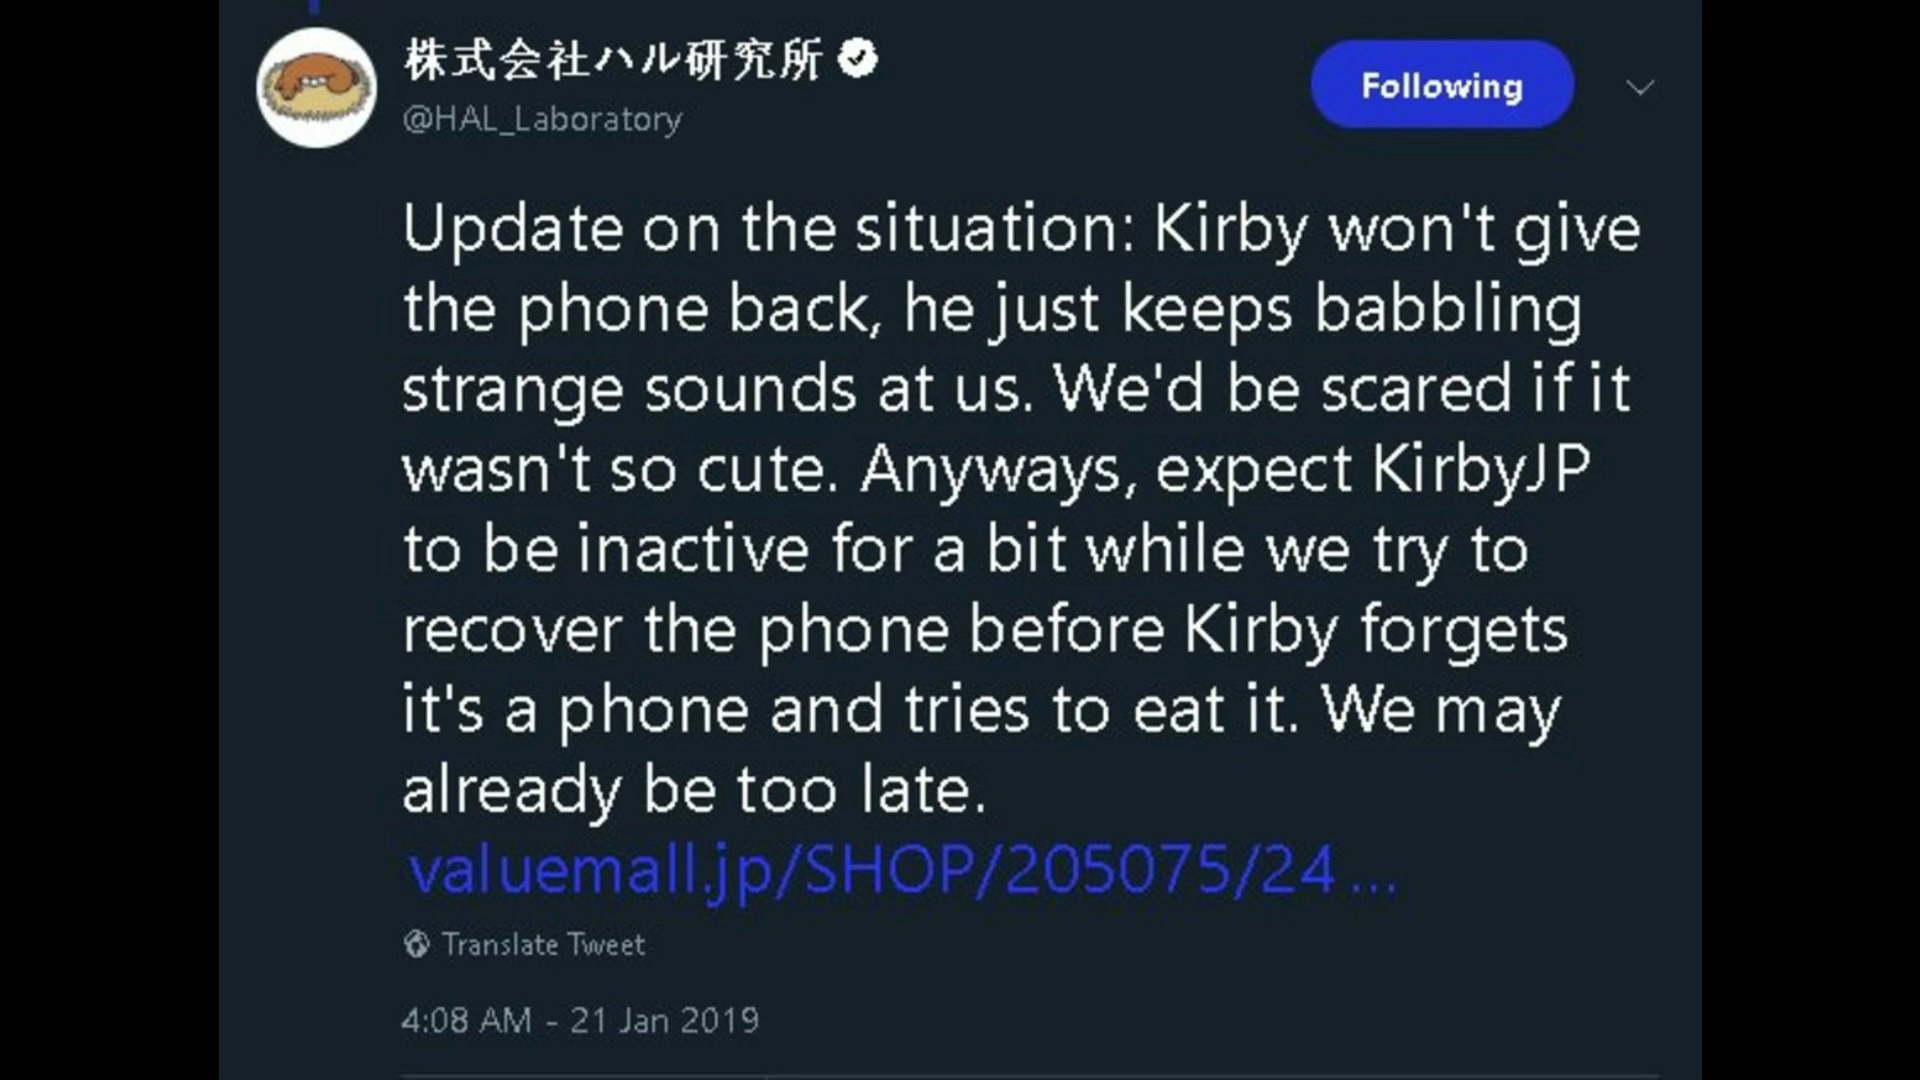 株式会社ハル研究所
@HAL_Laboratory
Following
Update on the situation: Kirby won't give
the phone back, he just keeps babbling
strange sounds at us. We'd be scared if it
wasn't so cute. Anyways, expect KirbyJP
to be inactive for a bit while we try to
recover the phone before Kirby forgets
it's a phone and tries to eat it. We may
already be too late.
valuemall.jp/SHOP/205075/24...
Translate Tweet
4:08 AM - 21 Jan 2019